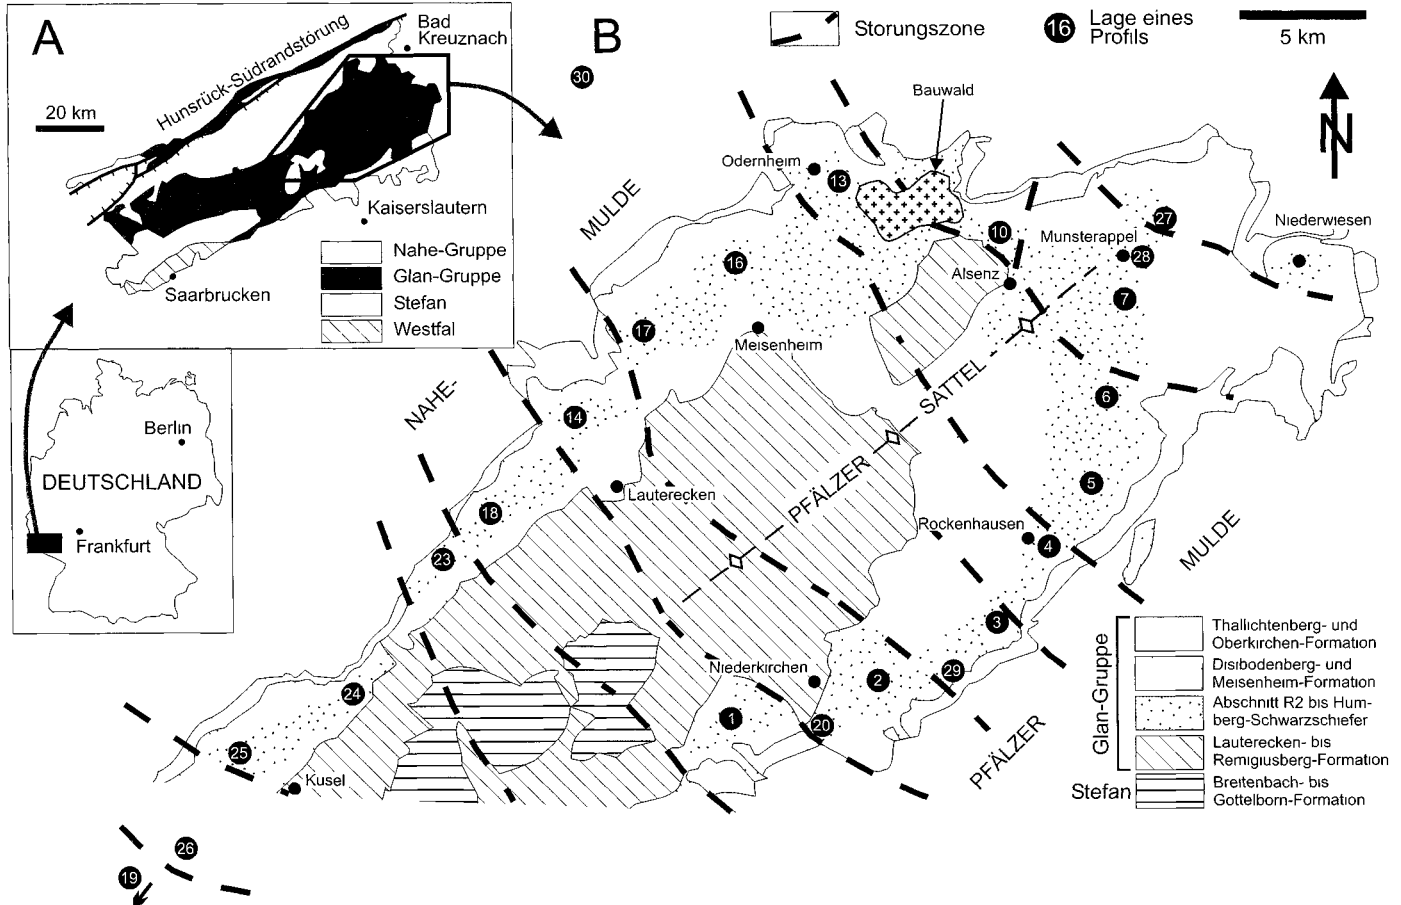 A
Hunsrück-Südrandstörung
Bad
Kreuznach
20 km
Kaiserslautern
Saarbrucken
Nahe-Gruppe
Glan-Gruppe
Stefan
Westfal
Berlin
DEUTSCHLAND
Frankfurt
B
Storungszone
16
Lage eines
Profils
5 km
N
30
Bauwald
Odernheim
13
MULDE
10
Munsterappel
27
28
Niederwiesen
16
Alsenz
7
17
Meisenheim
NAHE-
14
SATTEL
6
PFÄLZER
5
Lauterecken
18
Rockenhausen
4
MULDE
23
3
Niederkirchen
29
2
24
1
20
PFÄLZER
25
Kusel
26
19
Glan-Gruppe
Thallichtenberg- und
Oberkirchen-Formation
Disibodenberg- und
Meisenheim-Formation
Abschnitt R2 bis Hum-
berg-Schwarzschiefer
Lauterecken- bis
Remigiusberg-Formation
Stefan
Breitenbach- bis
Gottelborn-Formation